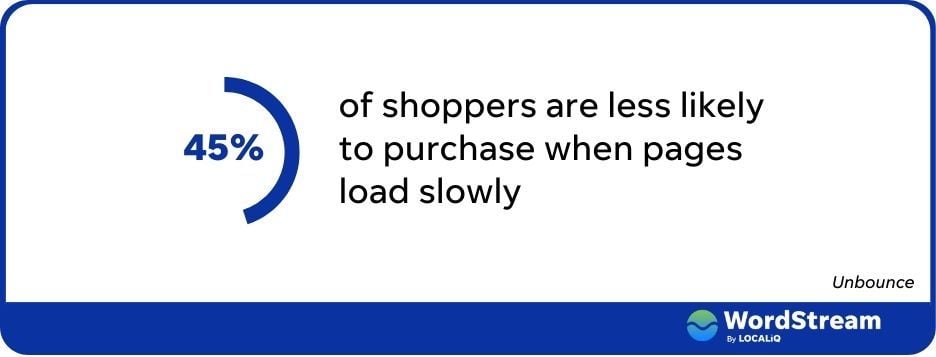 45%
of shoppers are less likely
to purchase when pages
load slowly
Unbounce
WordStream
By LOCALiQ